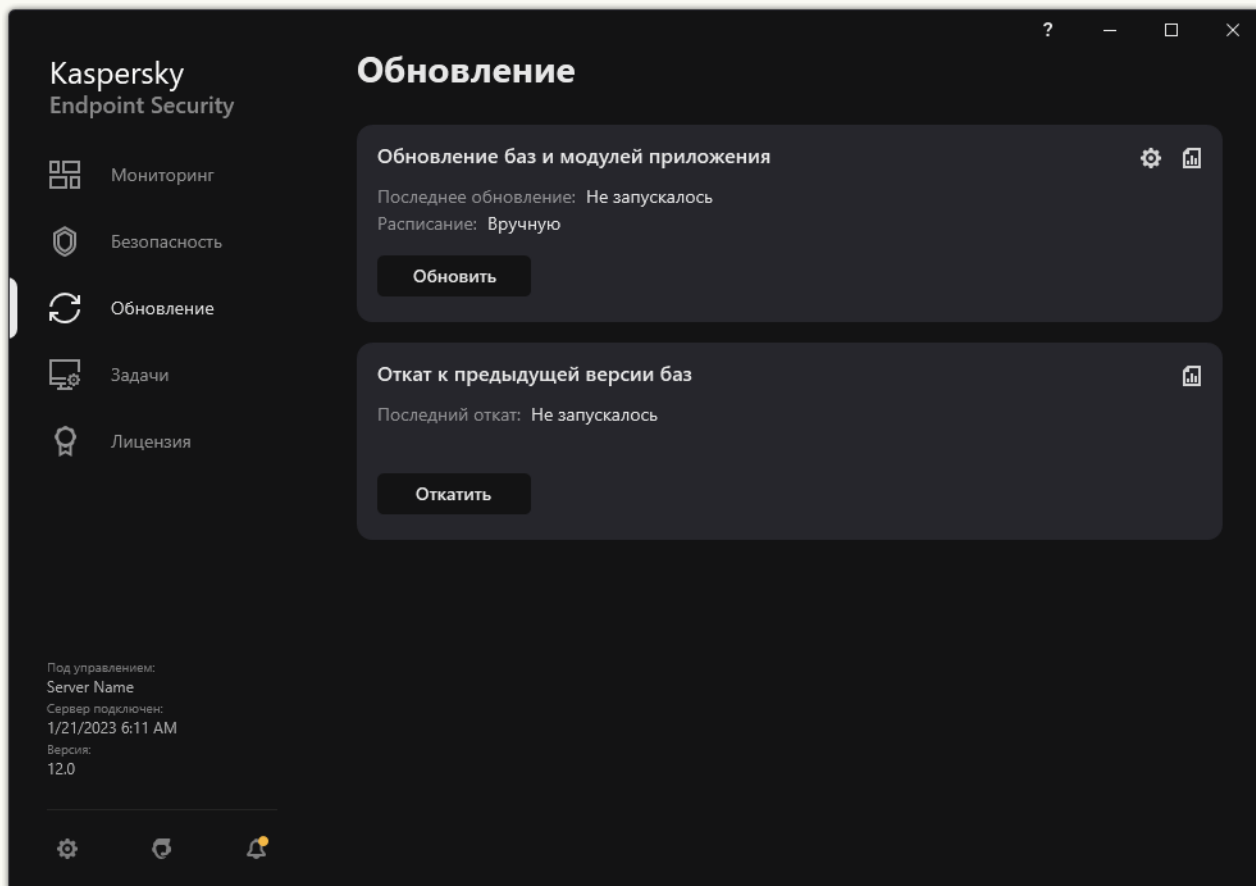 ?
Kaspersky
Endpoint Security
Мониторинг
Безопасность
Обновление
Задачи
Лицензия
Под управлением:
Server Name
Сервер подключен:
1/21/2023 6:11 AM
Версия:
12.0
Обновление
Обновление баз и модулей приложения
Последнее обновление: Не запускалось
Расписание: Вручную
Обновить
Откат к предыдущей версии баз
Последний откат: Не запускалось
Откатить